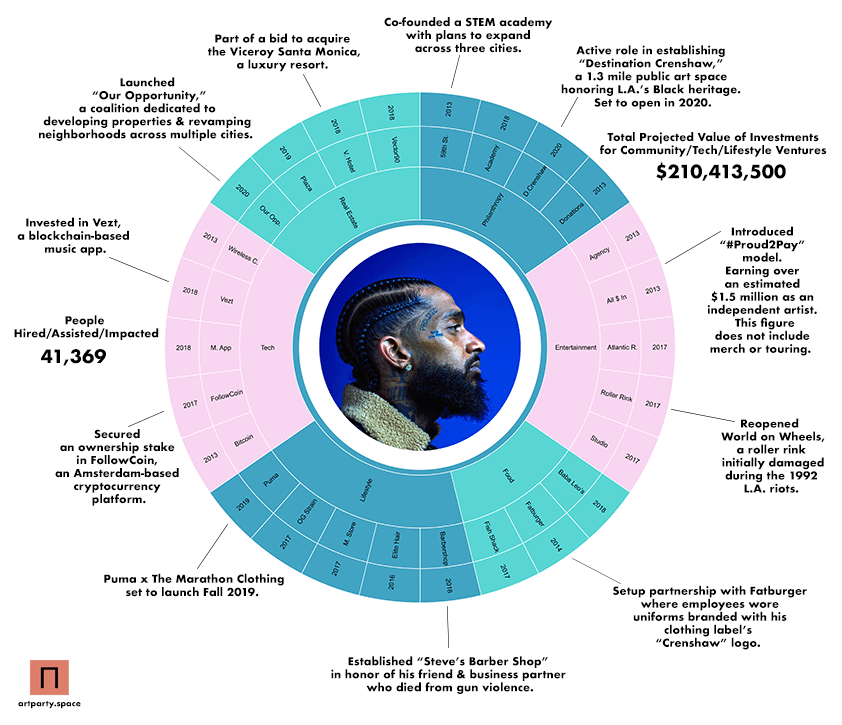 Co-founded a STEM academy
with plans to expand
across three cities.
Part of a bid to acquire
the Viceroy Santa Monica,
a luxury resort.
Active role in establishing
“Destination Crenshaw,”
a 1.3 mile public art space
honoring L.A.’s Black heritage.
Set to open in 2020.
Launched
“Our Opportunity,”
a coalition dedicated to
developing properties & revamping
neighborhoods across multiple cities.
Total Projected Value of Investments
for Community/Tech/Lifestyle Ventures
$210,413,500
Invested in Vezt,
a blockchain-based
music app.
Introduced
“#Proud2Pay”
model.
Earning over
an estimated
$1.5 million as an
independent artist.
This figure
does not include
merch or touring.
People
Hired/Assisted/Impacted
41,369
Secured
an ownership stake
in FollowCoin,
an Amsterdam-based
cryptocurrency
platform.
Reopened
World on Wheels,
a roller rink
initially damaged
during the 1992
L.A. riots.
Puma x The Marathon Clothing
set to launch Fall 2019.
Setup partnership with Fatburger
where employees wore
uniforms branded with his
clothing label’s
“Crenshaw” logo.
Established “Steve’s Barber Shop”
in honor of his friend & business partner
who died from gun violence.
Philanthropy
59th St.
2013
Academy
2018
D.Crenshaw
2020
Donations
2013
Entertainment
Agency
2013
All $ In
2013
Atlantic R.
2017
Roller Rink
2017
Studio
2017
Food
Baba Leo's
2018
Fatburger
2014
Fish Shack
2017
Lifestyle
Barbershop
2018
Elite Hair
2016
M. Store
2017
OG Strain
2017
Puma
2019
Tech
Bitcoin
2013
FollowCoin
2017
M. App
2018
Vezt
2018
Wireless C.
2013
Real Estate
Our Opp.
2020
Plaza
2019
V. Hotel
2018
Vector90
2018
artparty.space